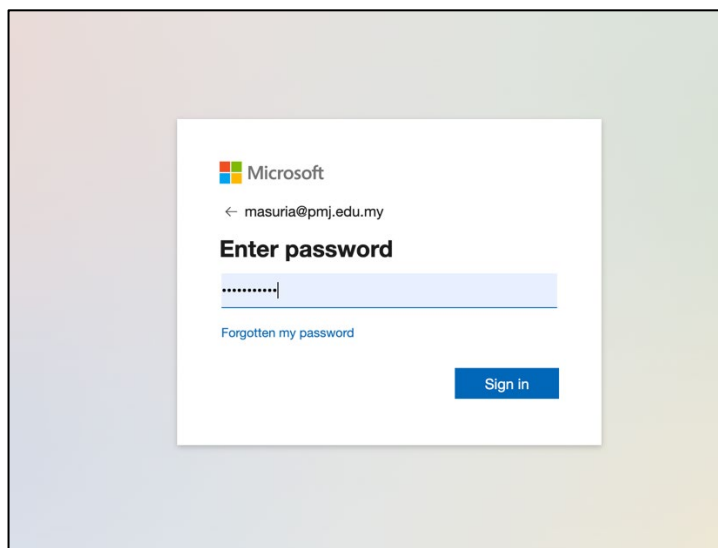 Microsoft
← masuria@pmj.edu.my
Enter password
•••••••••••
Forgotten my password
Sign in